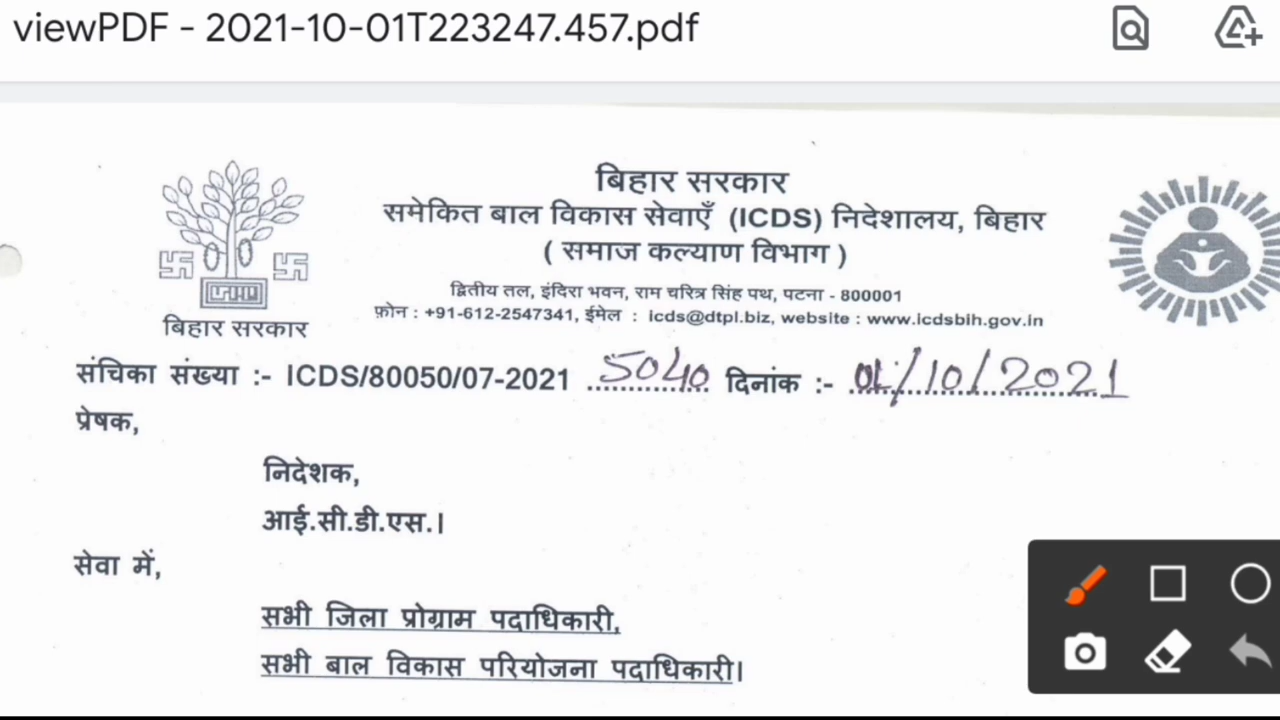 viewPDF - 2021-10-01T223247.457.pdf
बिहार सरकार
समेकित बाल विकास सेवाएँ (ICDS) निदेशालय, बिहार
( समाज कल्याण विभाग )
द्वितीय तल, इंदिरा भवन, राम चरित्र सिंह पथ, पटना - 800001
फ़ोन : +91-612-2547341, ईमेल : icds@dtpl.biz, website : www.icdsbih.gov.in
बिहार सरकार
संचिका संख्या :- ICDS/80050/07-2021 5040 दिनांक :- 01/10/2021
प्रेषक,
निदेशक,
आई.सी.डी.एस.।
सेवा में,
सभी जिला प्रोग्राम पदाधिकारी,
सभी बाल विकास परियोजना पदाधिकारी।